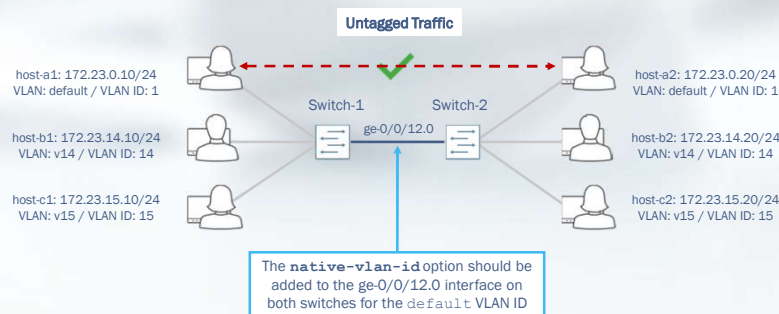 Untagged Traffic
host-a1: 172.23.0.10/24
VLAN: default / VLAN ID: 1
host-a2: 172.23.0.20/24
VLAN: default / VLAN ID: 1
Switch-1
Switch-2
ge-0/0/12.0
host-b1: 172.23.14.10/24
VLAN: v14 / VLAN ID: 14
host-b2: 172.23.14.20/24
VLAN: v14 / VLAN ID: 14
host-c1: 172.23.15.10/24
VLAN: v15 / VLAN ID: 15
host-c2: 172.23.15.20/24
VLAN: v15 / VLAN ID: 15
The native-vlan-id option should be
added to the ge-0/0/12.0 interface on
both switches for the default VLAN ID